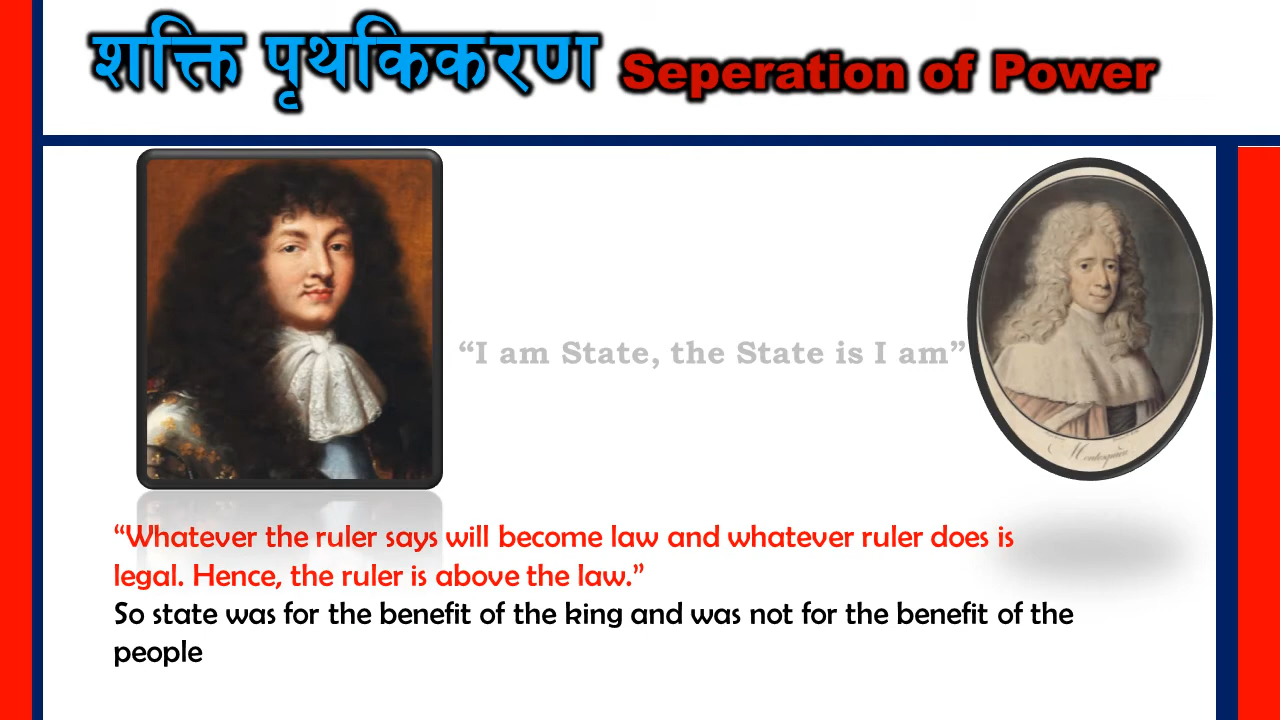 शक्ति पृथकिकरण Seperation of Power
“I am State, the State is I am”
Montesquieu
“Whatever the ruler says will become law and whatever ruler does is
legal. Hence, the ruler is above the law.”
So state was for the benefit of the king and was not for the benefit of the
people